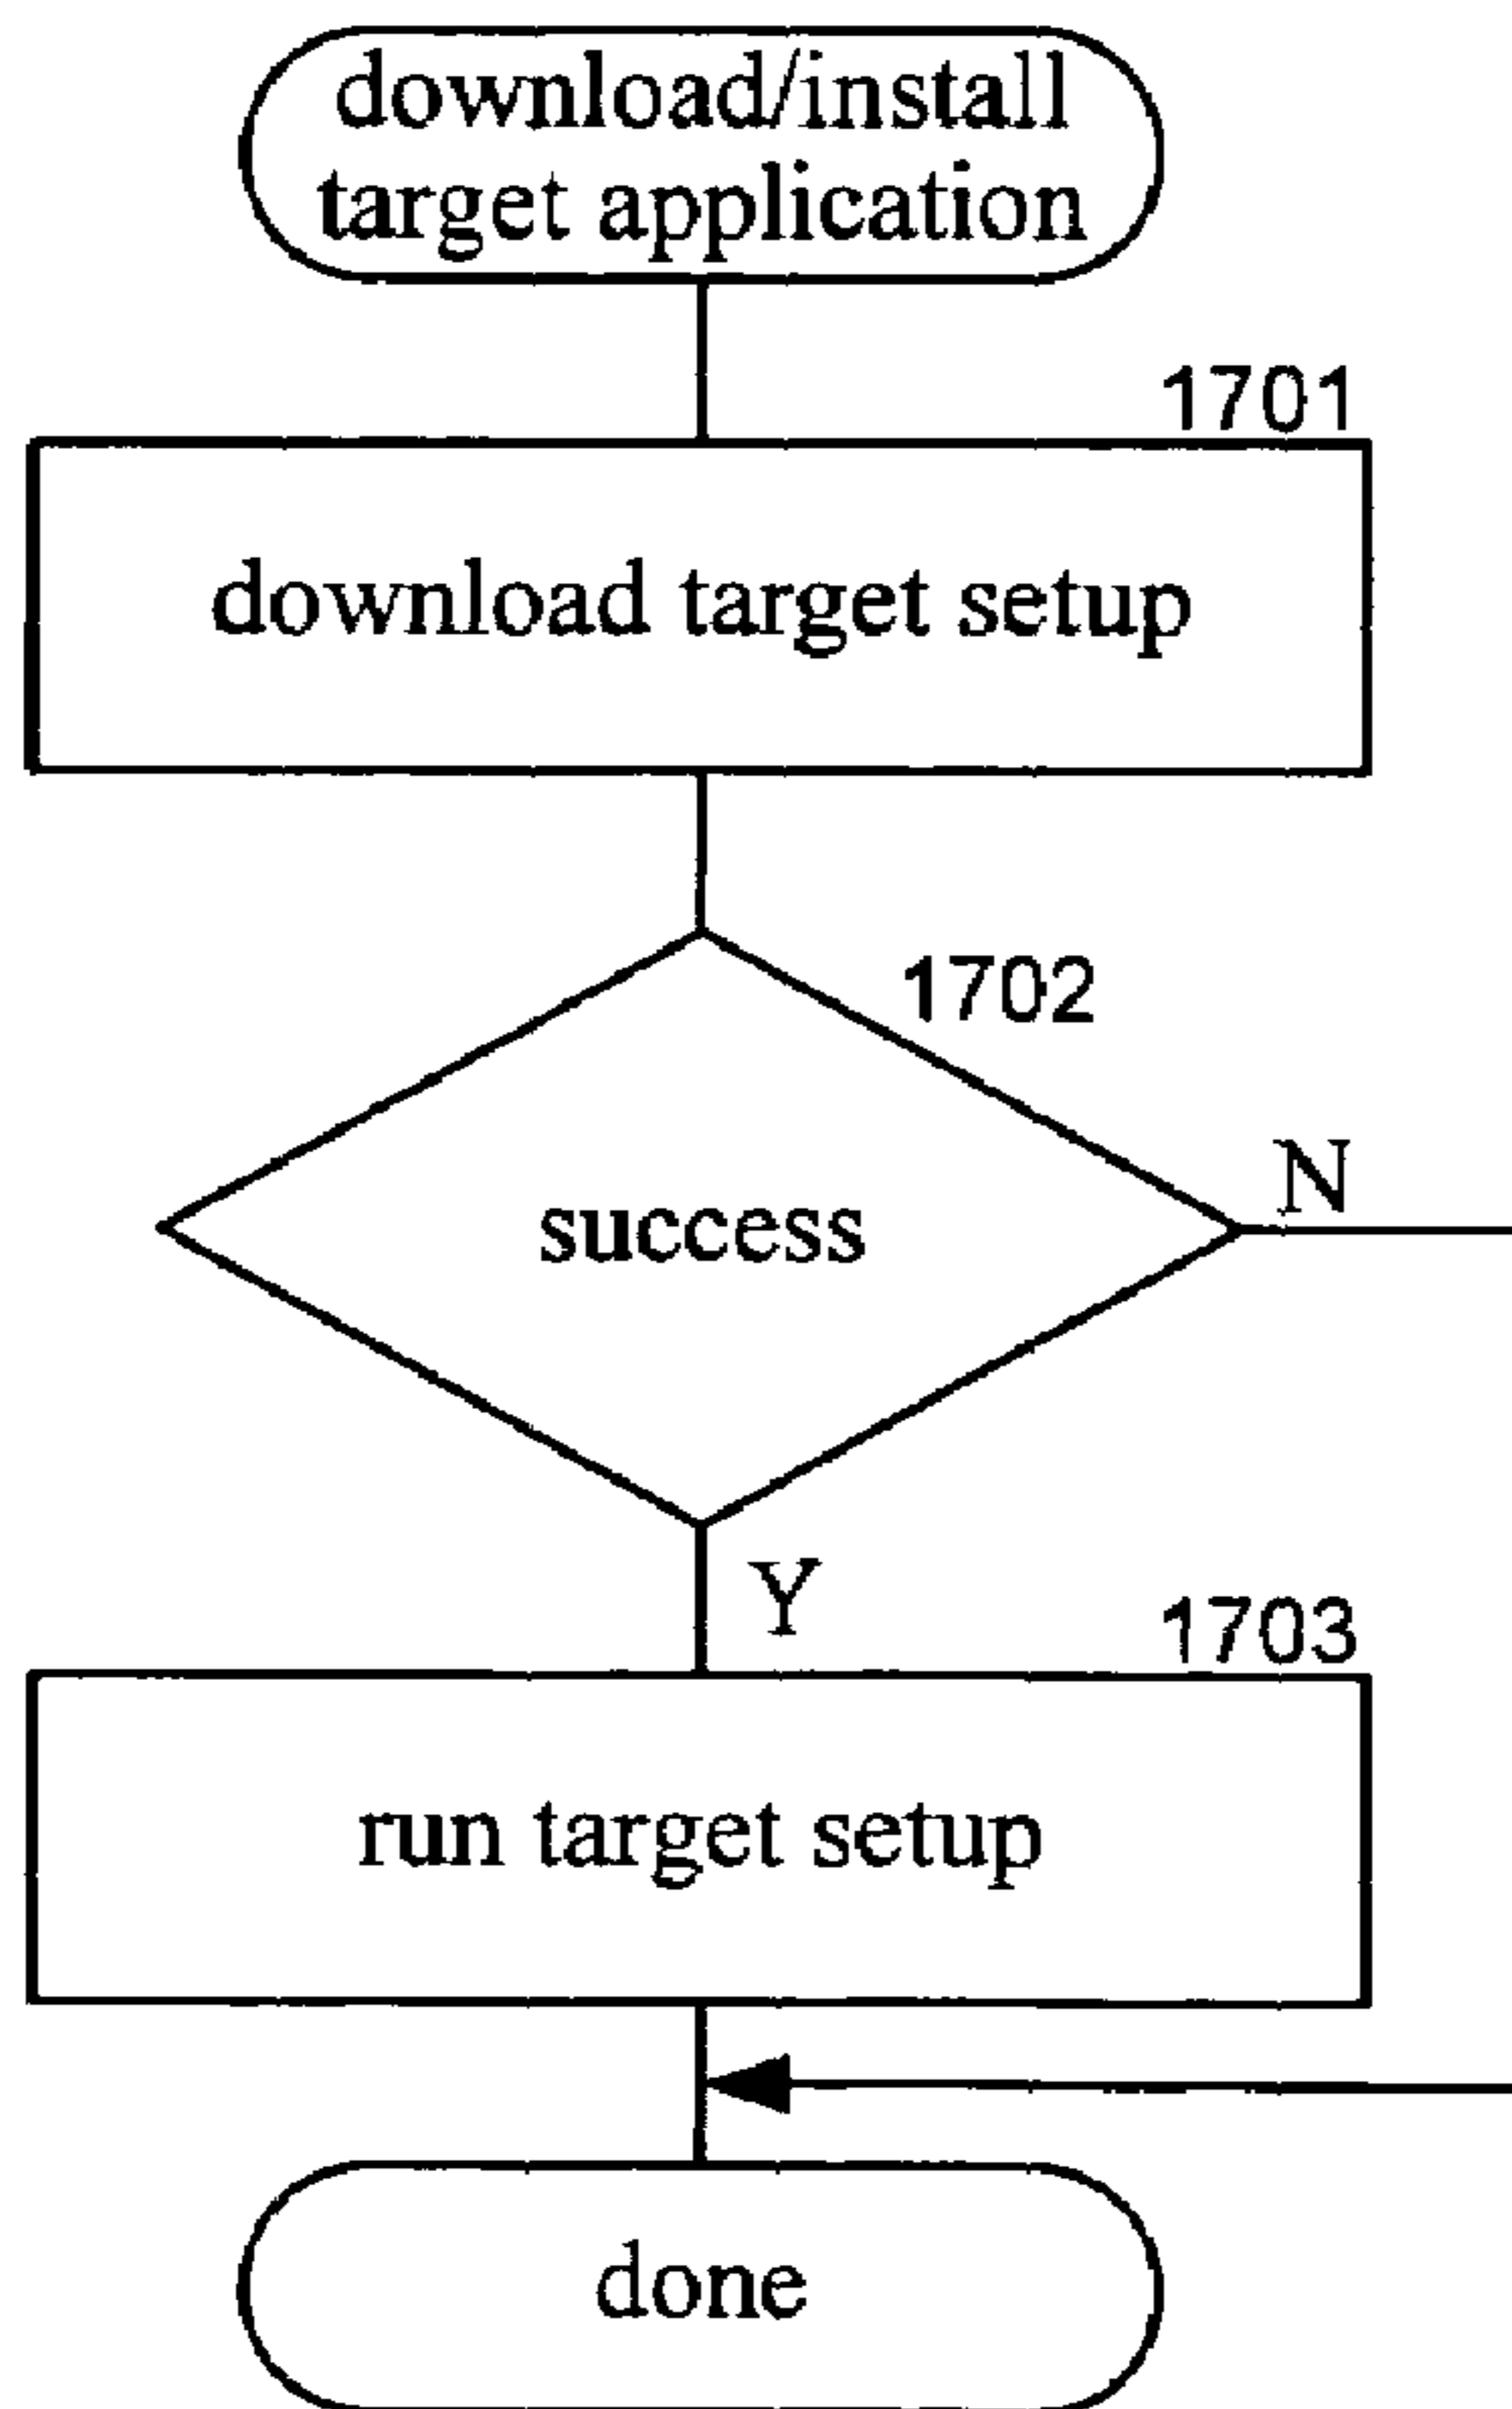 download/install
target application
1701
download target setup
1702
success
N
Y
1703
run target setup
done